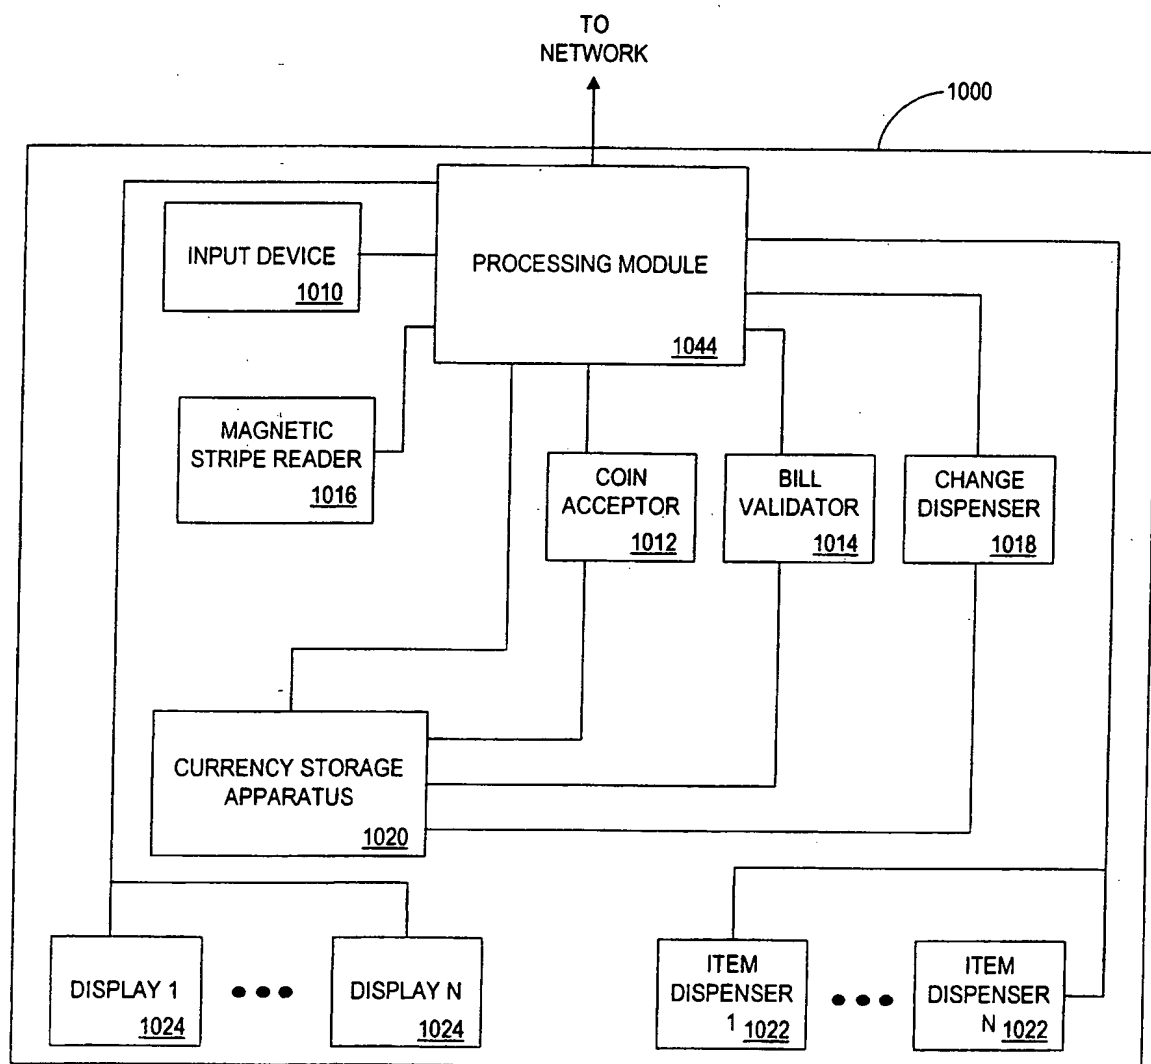 TO
NETWORK
1000
INPUT DEVICE
1010
PROCESSING MODULE
1044
MAGNETIC
STRIPE READER
1016
COIN
ACCEPTOR
1012
BILL
VALIDATOR
1014
CHANGE
DISPENSER
1018
CURRENCY STORAGE
APPARATUS
1020
DISPLAY 1
1024
DISPLAY N
1024
ITEM
DISPENSER
1 1022
ITEM
DISPENSER
N 1022